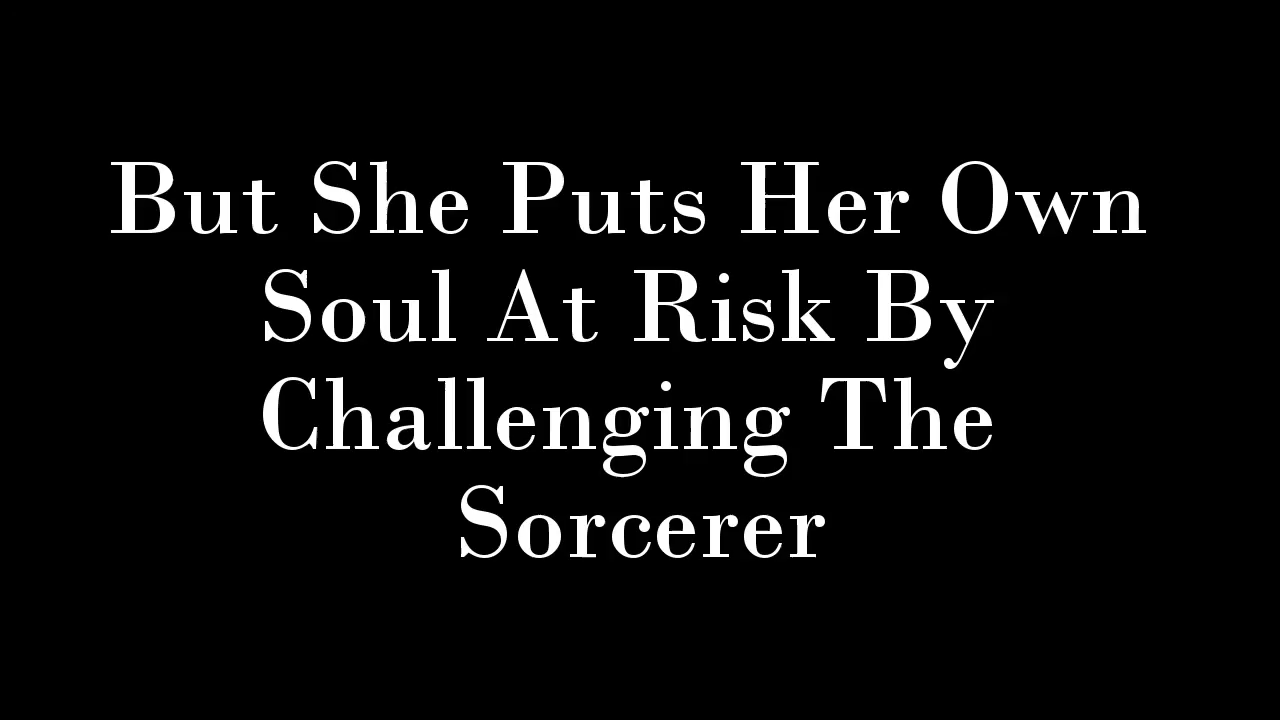 But She Puts Her Own
Soul At Risk By
Challenging The
Sorcerer